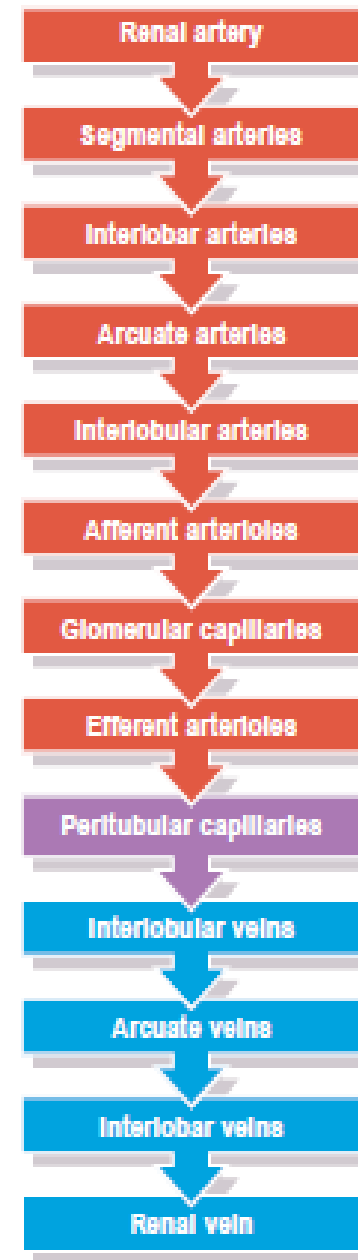 Renal artery
Segmental arteries
Interlobar arteries
Arcuate arteries
Interlobular arteries
Afferent arterioles
Glomerular capillaries
Efferent arterioles
Peritubular capillaries
Interlobular veins
Arcuate veins
Interlobar veins
Renal vein